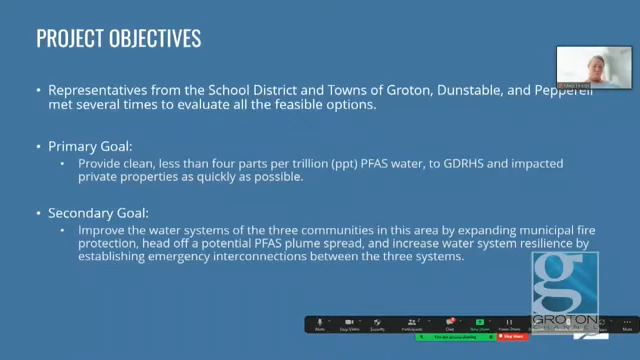 PROJECT OBJECTIVES
• Representatives from the School District and Towns of Groton, Dunstable, and Pepperell
met several times to evaluate all the feasible options.
• Primary Goal:
• Provide clean, less than four parts per trillion (ppt) PFAS water, to GDRHS and impacted
private properties as quickly as possible.
• Secondary Goal:
• Improve the water systems of the three communities in this area by expanding municipal fire
protection, head off a potential PFAS plume spread, and increase water system resilience by
establishing emergency interconnections between the three systems.
g
GROTON